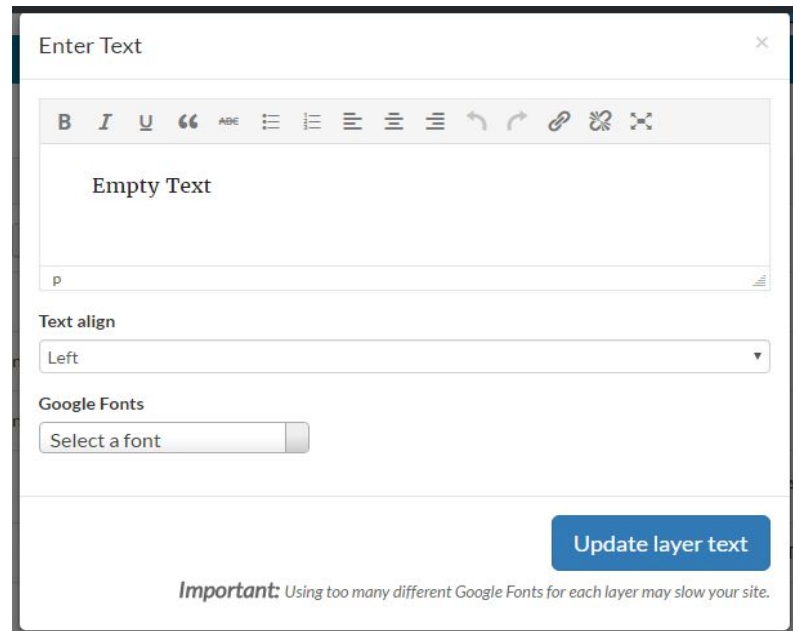 Enter Text ×
B I U “ ABE
Empty Text
p
Text align
Left
Google Fonts
Select a font
Update layer text
Important: Using too many different Google Fonts for each layer may slow your site.